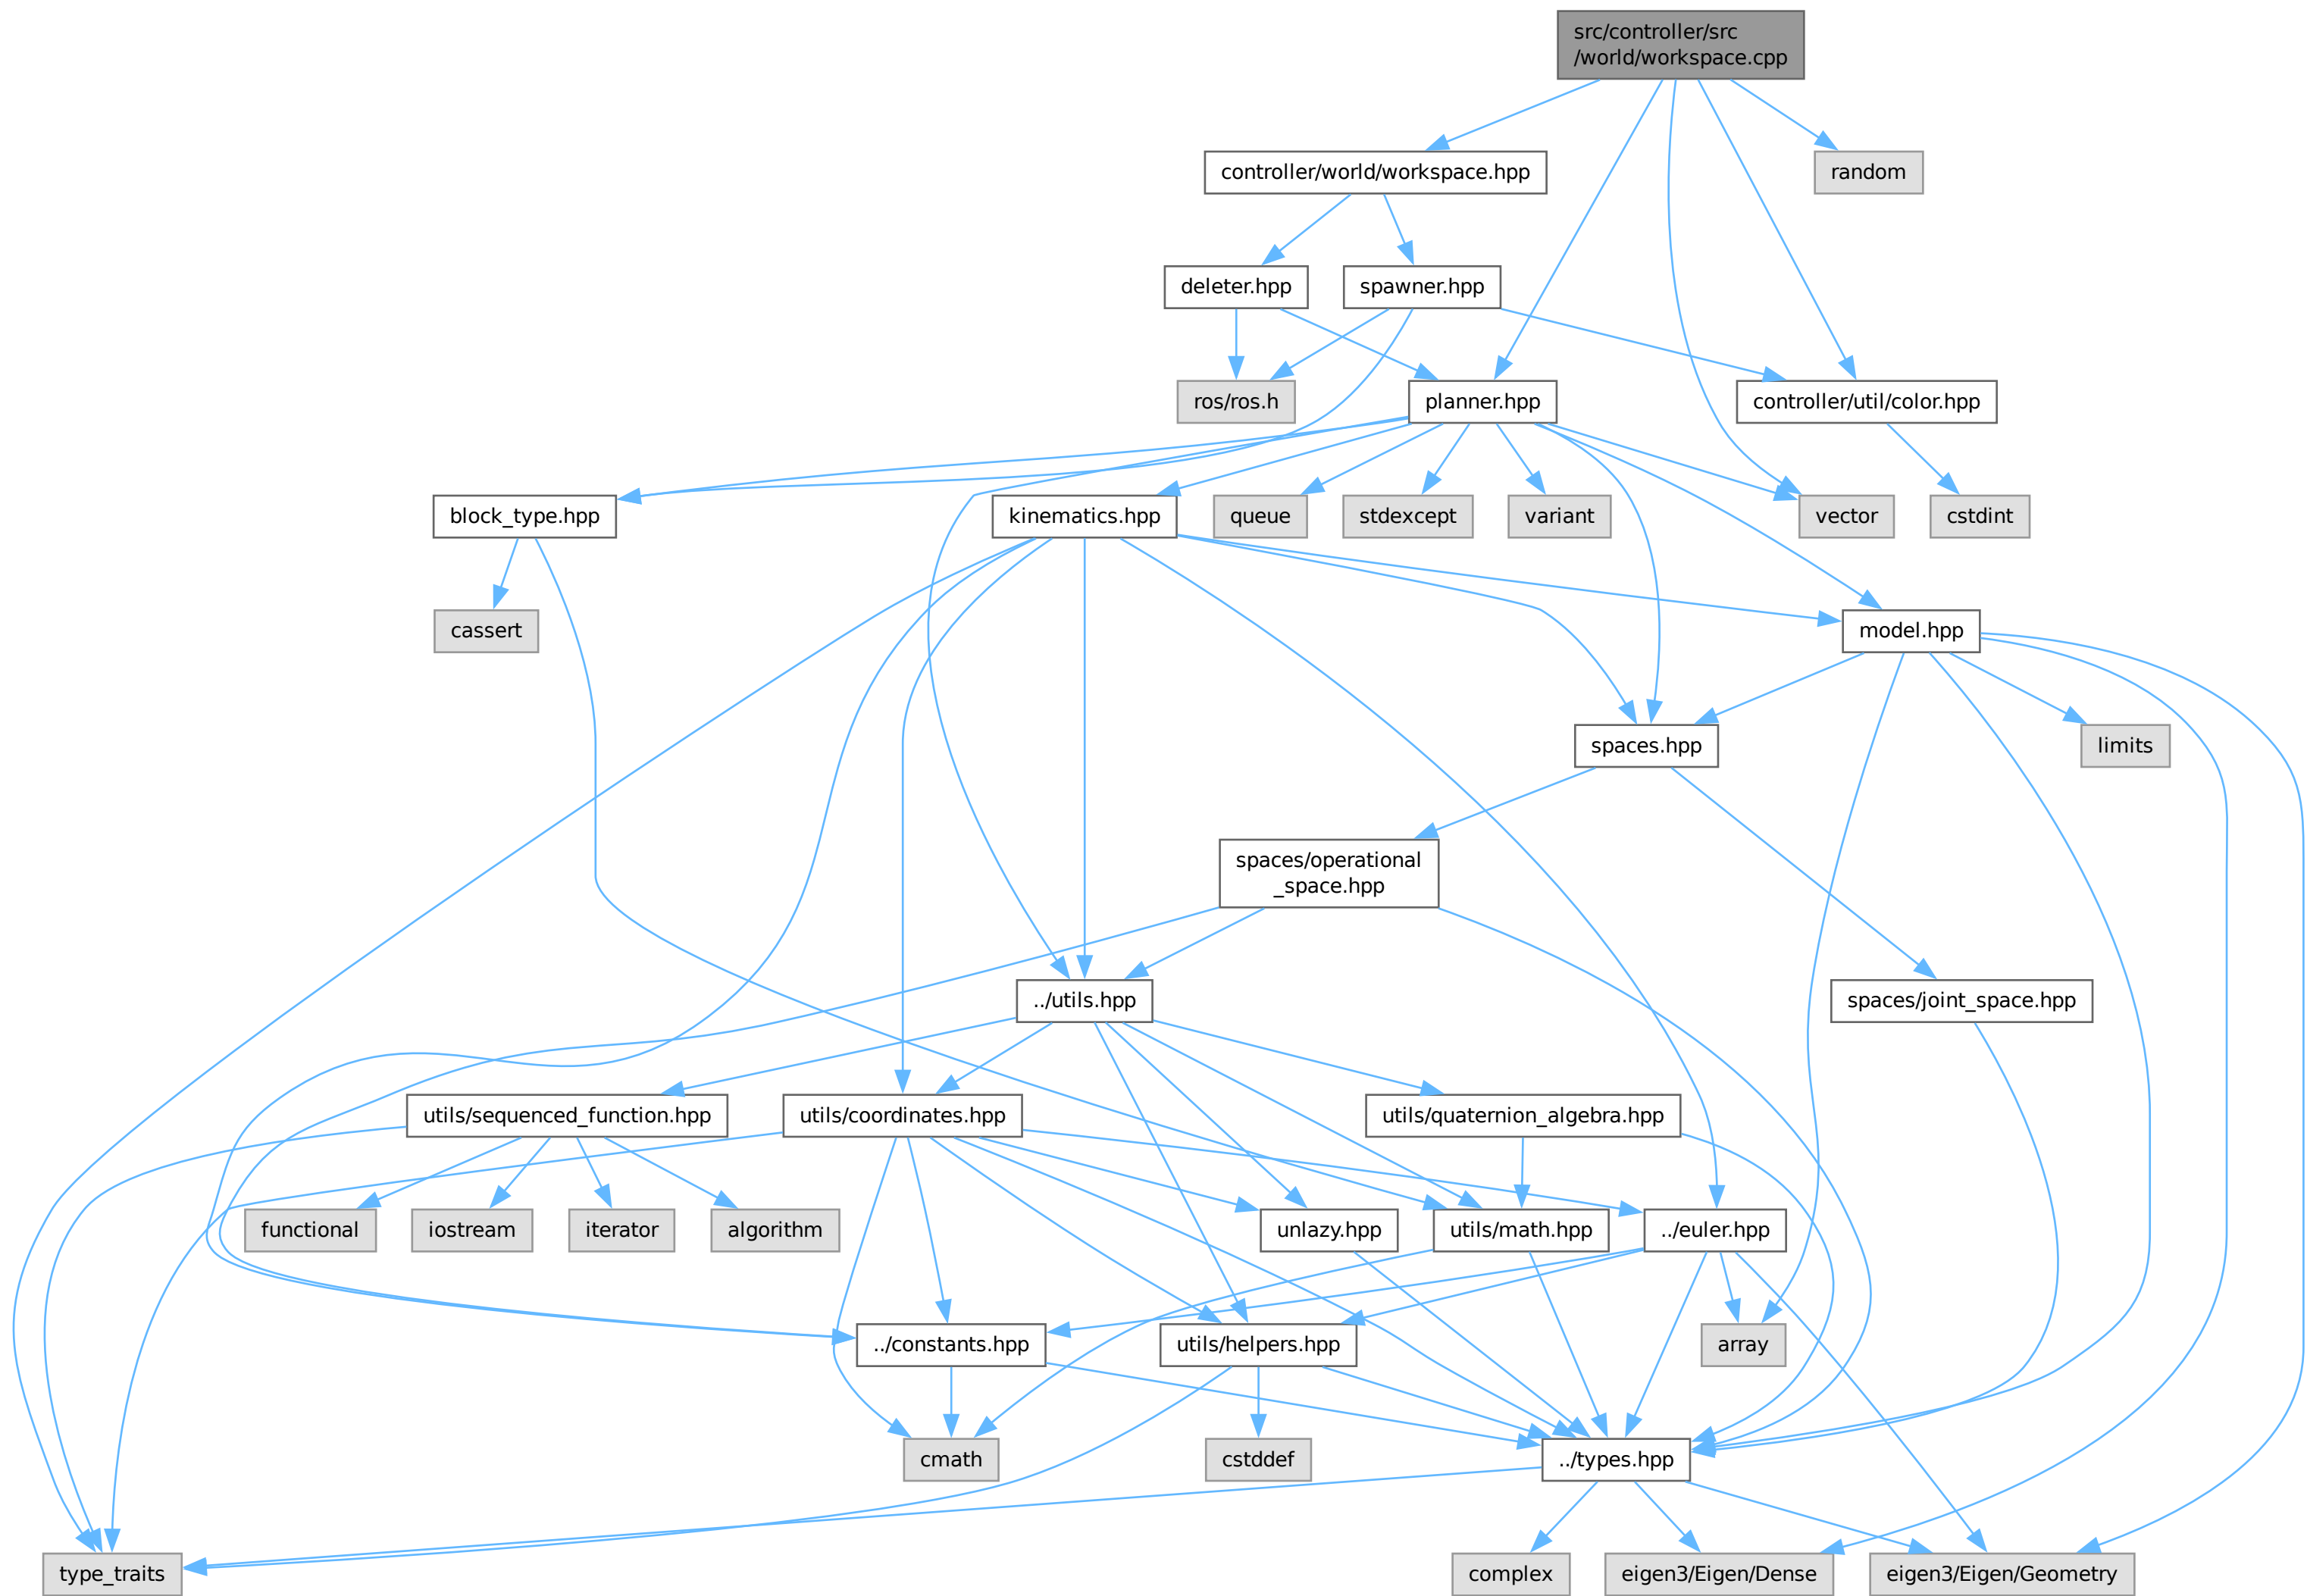 src/controller/src
/world/workspace.cpp
controller/world/workspace.hpp
random
deleter.hpp
spawner.hpp
ros/ros.h
planner.hpp
controller/util/color.hpp
block_type.hpp
kinematics.hpp
queue
stdexcept
variant
vector
cstdint
cassert
model.hpp
spaces.hpp
limits
spaces/operational
_space.hpp
../utils.hpp
spaces/joint_space.hpp
utils/sequenced_function.hpp
utils/coordinates.hpp
utils/quaternion_algebra.hpp
functional
iostream
iterator
algorithm
unlazy.hpp
utils/math.hpp
../euler.hpp
../constants.hpp
utils/helpers.hpp
array
cmath
cstddef
../types.hpp
type_traits
complex
eigen3/Eigen/Dense
eigen3/Eigen/Geometry